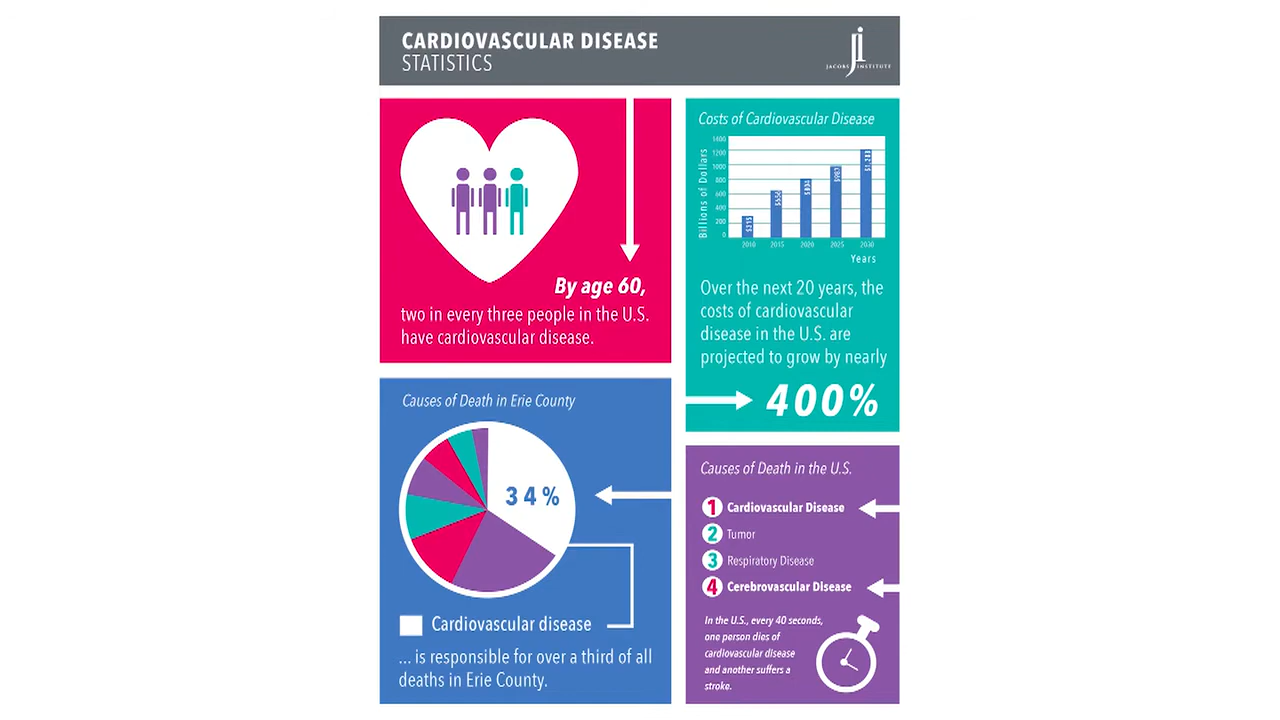 CARDIOVASCULAR DISEASE
STATISTICS
JACOBS INSTITUTE
By age 60,
two in every three people in the U.S.
have cardiovascular disease.
Costs of Cardiovascular Disease
Billions of Dollars
1400
1200
1000
800
600
400
200
0
$315
$656
$808
$983
2010
2015
2020
2025
2030
Years
Over the next 20 years, the
costs of cardiovascular
disease in the U.S. are
projected to grow by nearly
400%
Causes of Death in Erie County
34%
Cardiovascular disease
... is responsible for over a third of all
deaths in Erie County.
Causes of Death in the U.S.
1 Cardiovascular Disease
2 Tumor
3 Respiratory Disease
4 Cerebrovascular Disease
In the U.S., every 40 seconds,
one person dies of
cardiovascular disease
and another suffers a
stroke.